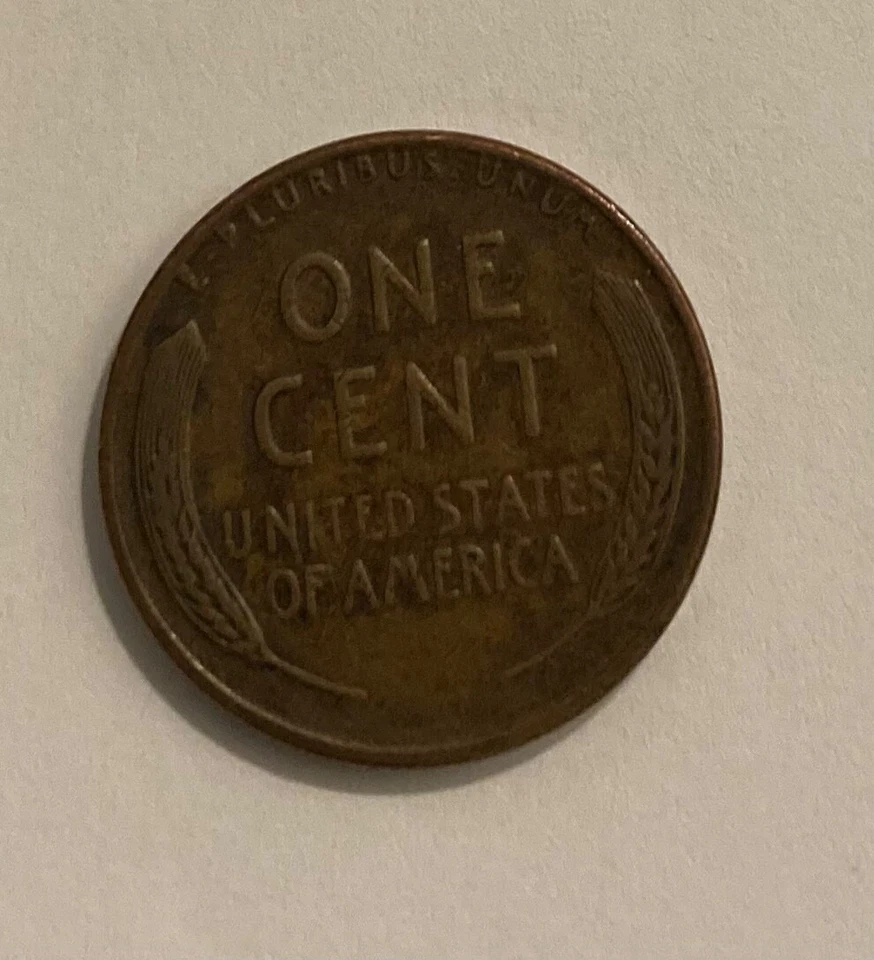 E·PLURIBUS·UNUM
ONE
CENT
UNITED STATES
OF AMERICA